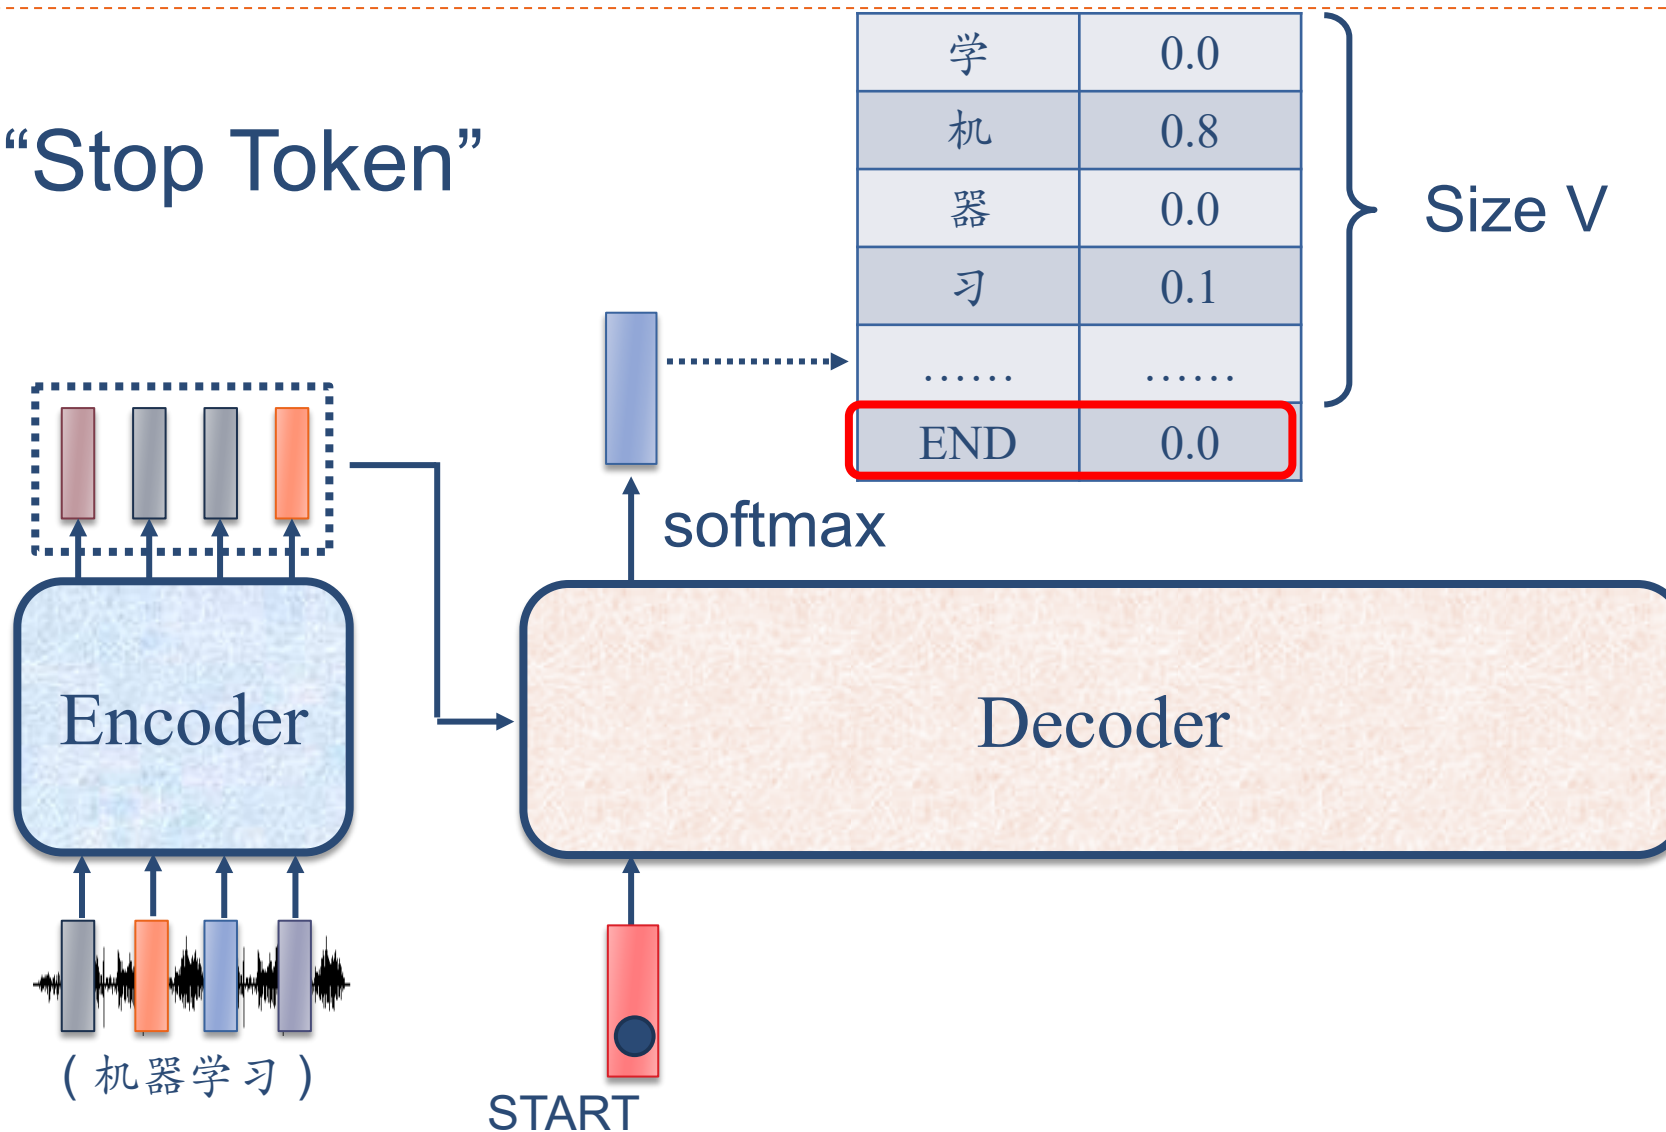 “Stop Token”
学 0.0
机 0.8
器 0.0
习 0.1
…… ……
END 0.0
Size V
softmax
Encoder
Decoder
(机器学习)
START